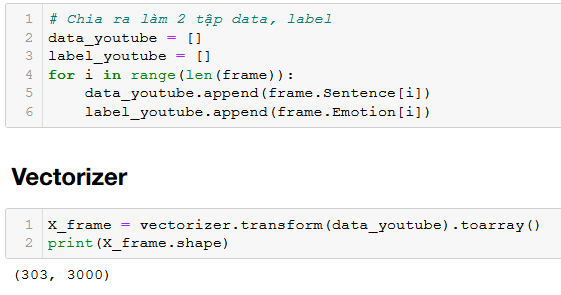 1 # Chia ra làm 2 tập data, label
2 data_youtube = []
3 label_youtube = []
4 for i in range(len(frame)):
5     data_youtube.append(frame.Sentence[i])
6     label_youtube.append(frame.Emotion[i])
Vectorizer
1 X_frame = vectorizer.transform(data_youtube).toarray()
2 print(X_frame.shape)
(303, 3000)